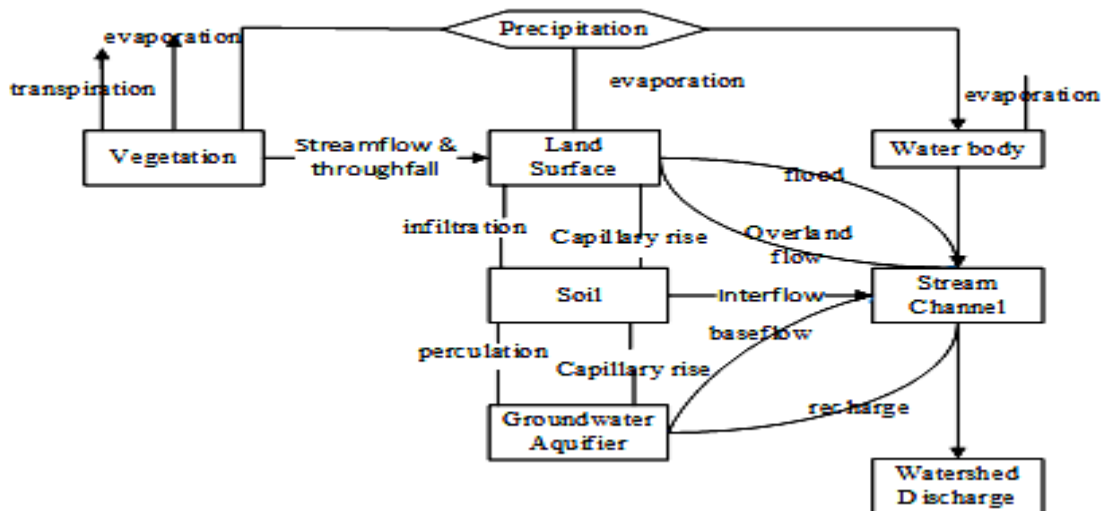 Precipitation
evaporation
transpiration
evaporation
evaporation
Vegetation
Streamflow &
throughfall
Land
Surface
Water body
flood
infiltration
Capillary rise
Overland
flow
Soil
Interflow
Stream
Channel
baseflow
perculation
Capillary rise
recharge
Groundwater
Aquifier
Watershed
Discharge